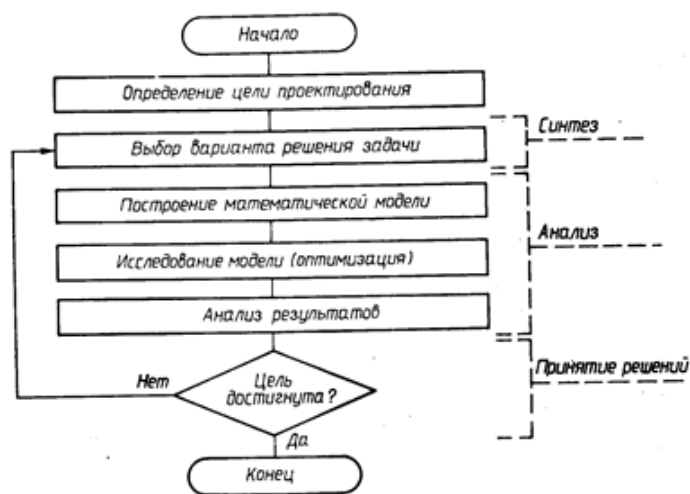 Начало
Определение цели проектирования
Синтез
Выбор варианта решения задачи
Построение математической модели
Анализ
Исследование модели (оптимизация)
Анализ результатов
Принятие решений
Нет
Цель
достигнута?
Да
Конец